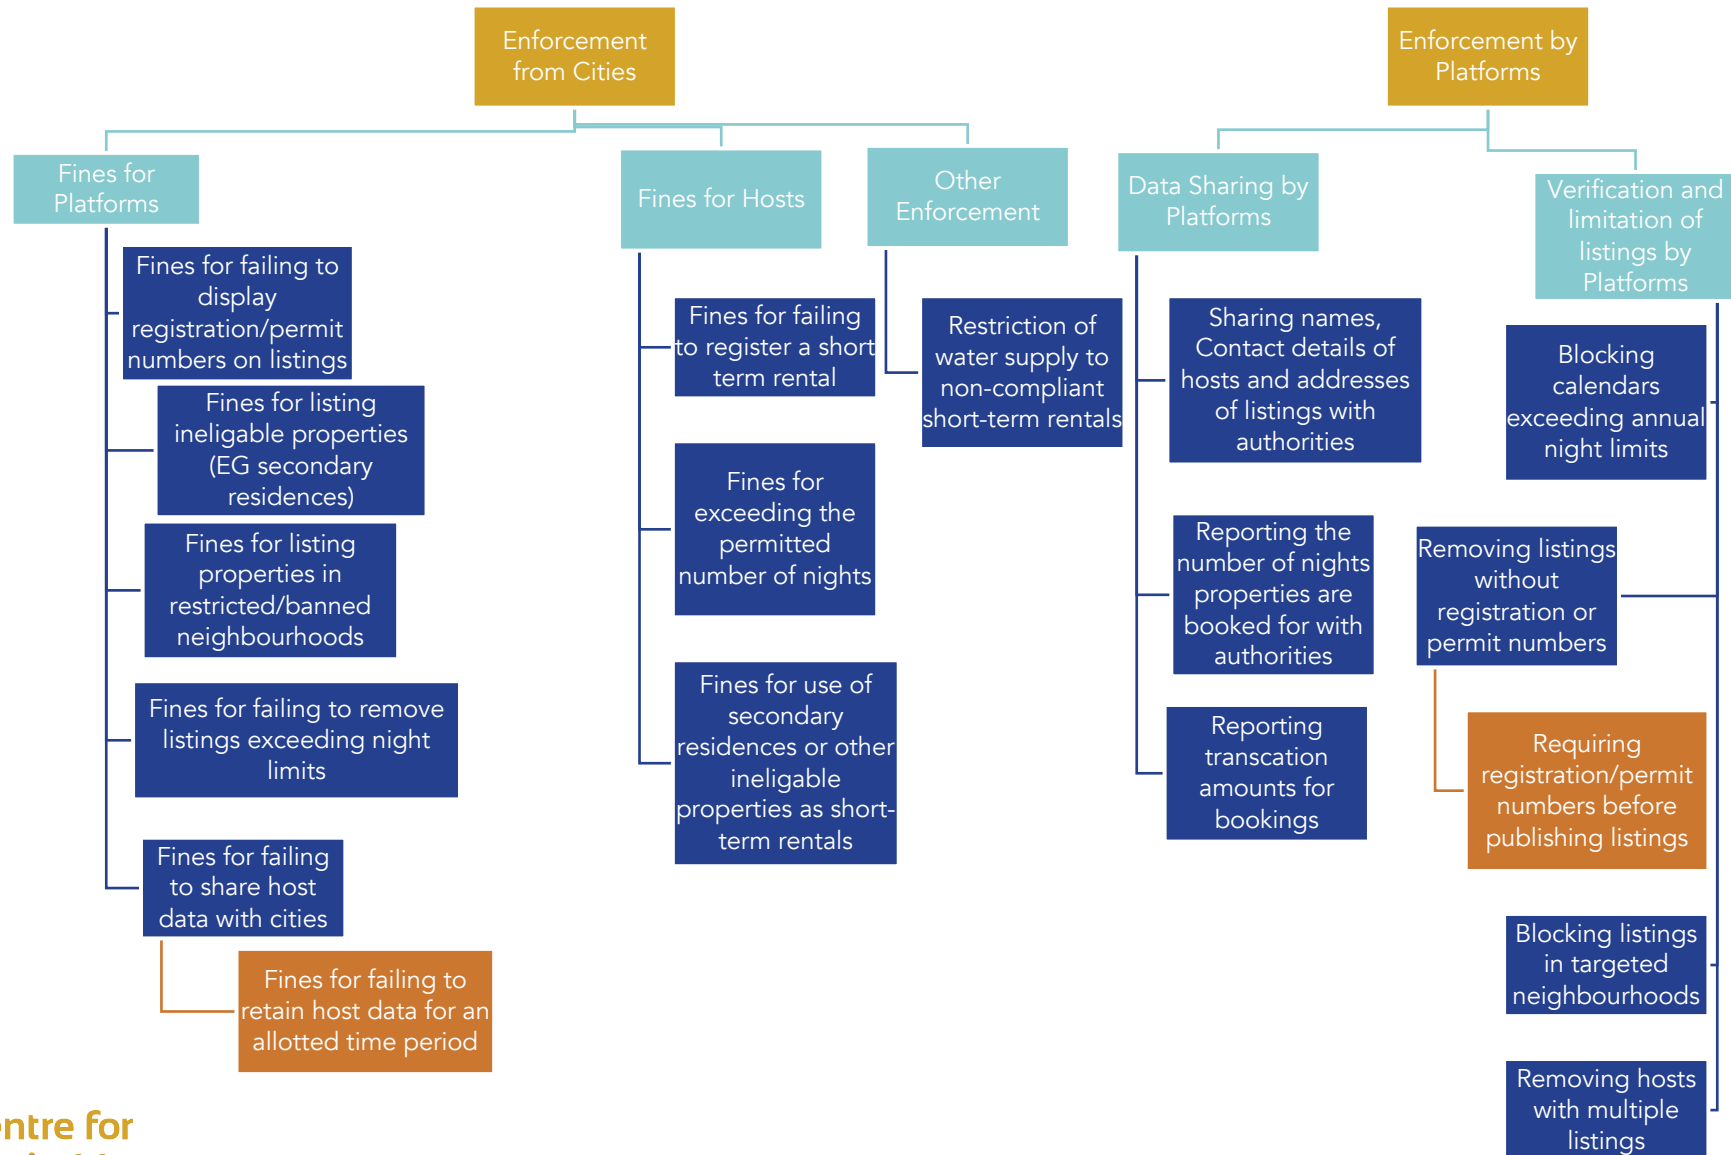 Enforcement
from Cities
Enforcement by
Platforms
Fines for
Platforms
Fines for Hosts
Other
Enforcement
Data Sharing by
Platforms
Verification and
limitation of
listings by
Platforms
Fines for failing to
display
registration/permit
numbers on listings
Fines for listing
ineligable properties
(EG secondary
residences)
Fines for listing
properties in
restricted/banned
neighbourhoods
Fines for failing to remove
listings exceeding night
limits
Fines for failing
to share host
data with cities
Fines for failing to
retain host data for an
allotted time period
Fines for failing
to register a short
term rental
Fines for
exceeding the
permitted
number of nights
Fines for use of
secondary
residences or other
ineligable
properties as short-
term rentals
Restriction of
water supply to
non-compliant
short-term rentals
Sharing names,
Contact details of
hosts and addresses
of listings with
authorities
Reporting the
number of nights
properties are
booked for with
authorities
Reporting
transcation
amounts for
bookings
Blocking
calendars
exceeding annual
night limits
Removing listings
without
registration or
permit numbers
Requiring
registration/permit
numbers before
publishing listings
Blocking listings
in targeted
neighbourhoods
Removing hosts
with multiple
listings
entre for